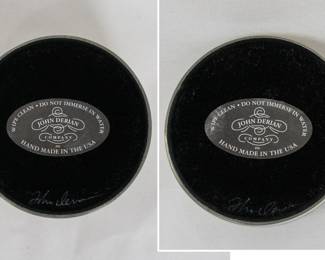 WIPE CLEAN • DO NOT IMMERSE IN WATER
JOHN DERIAN
COMPANY
HAND MADE IN THE USA
WIPE CLEAN • DO NOT IMMERSE IN WATER
JOHN DERIAN
COMPANY
HAND MADE IN THE USA